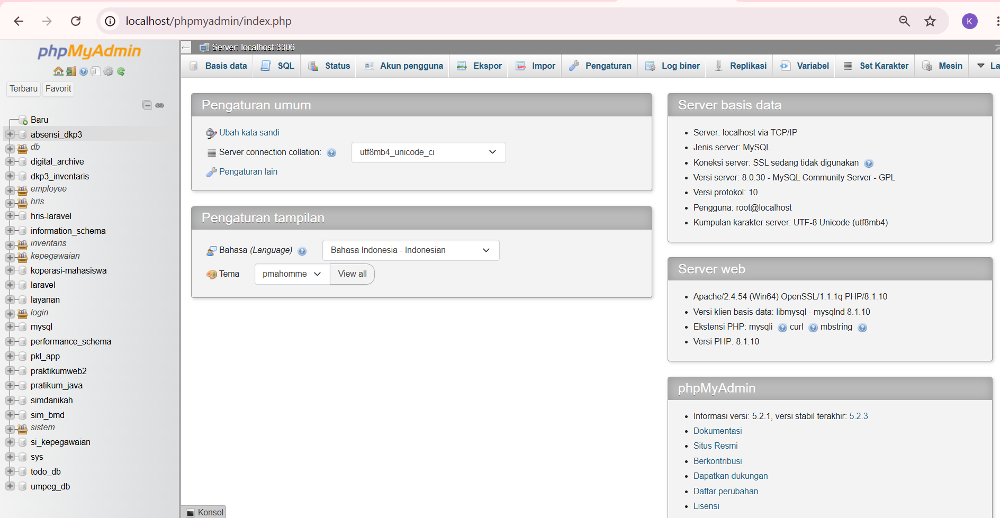 localhost/phpmyadmin/index.php
K
phpMyAdmin
Terbaru Favorit
Baru
absensi_dkp3
db
digital_archive
dkp3_inventaris
employee
hris
hris-laravel
information_schema
inventaris
kepegawaian
koperasi-mahasiswa
laravel
layanan
login
mysql
performance_schema
pkl_app
praktikumweb2
pratikum_java
simdanikah
sim_bmd
sistem
si_kepegawaian
sys
todo_db
umpeg_db
Server: localhost:3306
Basis data SQL Status Akun pengguna Ekspor Impor Pengaturan Log biner Replikasi Variabel Set Karakter Mesin La
Pengaturan umum
Ubah kata sandi
Server connection collation: utf8mb4_unicode_ci
Pengaturan lain
Pengaturan tampilan
Bahasa (Language) Bahasa Indonesia - Indonesian
Tema pmahomme View all
Server basis data
Server: localhost via TCP/IP
Jenis server: MySQL
Koneksi server: SSL sedang tidak digunakan
Versi server: 8.0.30 - MySQL Community Server - GPL
Versi protokol: 10
Pengguna: root@localhost
Kumpulan karakter server: UTF-8 Unicode (utf8mb4)
Server web
Apache/2.4.54 (Win64) OpenSSL/1.1.1q PHP/8.1.10
Versi klien basis data: libmysql - mysqlnd 8.1.10
Ekstensi PHP: mysqli curl mbstring
Versi PHP: 8.1.10
phpMyAdmin
Informasi versi: 5.2.1, versi stabil terakhir: 5.2.3
Dokumentasi
Situs Resmi
Berkontribusi
Dapatkan dukungan
Daftar perubahan
Lisensi
Konsol